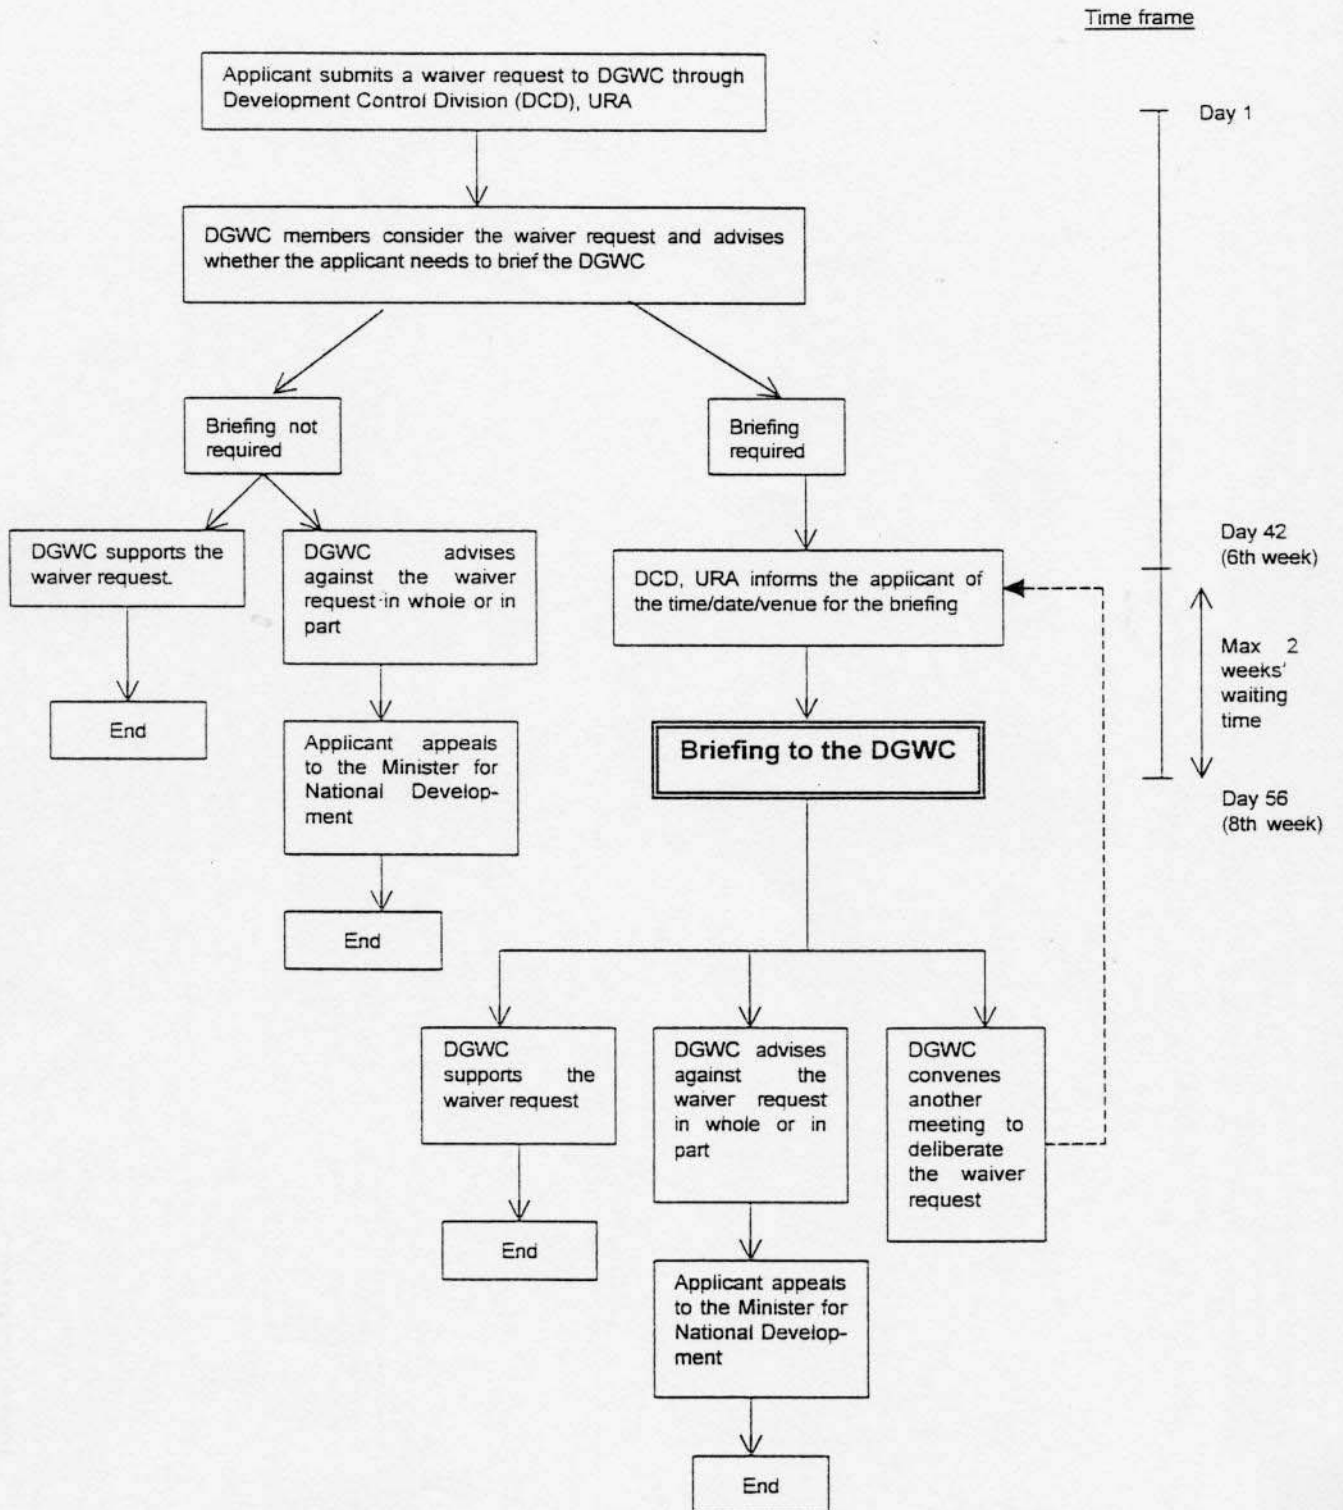 Time frame
Applicant submits a waiver request to DGWC through
Development Control Division (DCD), URA
Day 1
DGWC members consider the waiver request and advises
whether the applicant needs to brief the DGWC
Briefing not
required
Briefing
required
DGWC supports the
waiver request.
DGWC advises
against the waiver
request in whole or in
part
DCD, URA informs the applicant of
the time/date/venue for the briefing
Day 42
(6th week)
Max 2
weeks'
waiting
time
End
Applicant appeals
to the Minister for
National Develop-
ment
Briefing to the DGWC
Day 56
(8th week)
End
DGWC
supports the
waiver request
DGWC advises
against the
waiver request
in whole or in
part
DGWC
convenes
another
meeting to
deliberate
the waiver
request
End
Applicant appeals
to the Minister for
National Develop-
ment
End